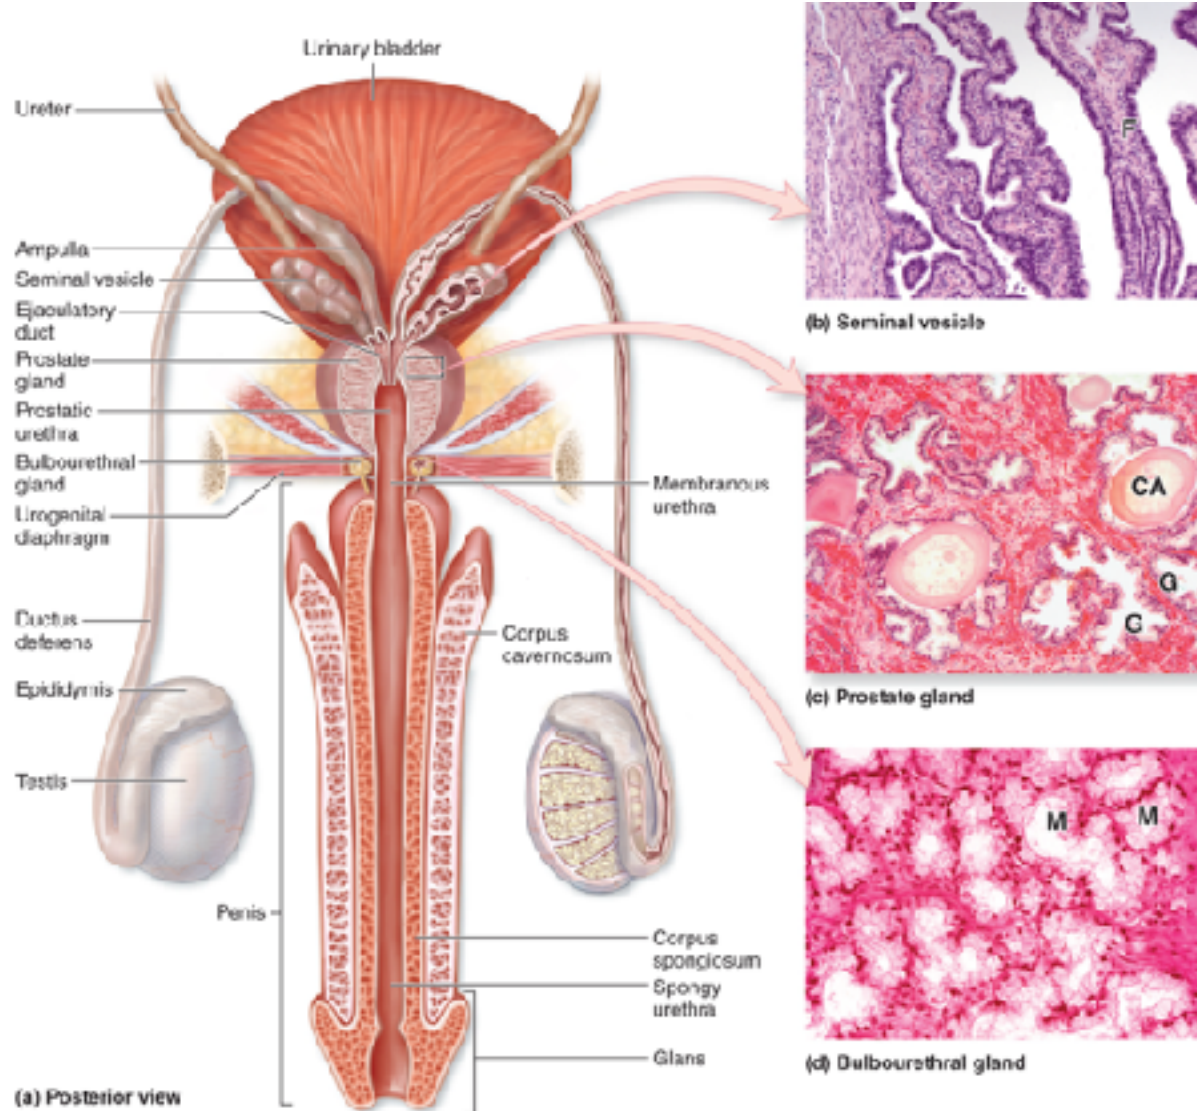 Urinary bladder
Ureter
Ampulla
Seminal vesicle
Ejaculatory
duct
Prostate
gland
Prostatic
urethra
Bulbourethral
gland
Urogenital
diaphragm
Ductus
deferens
Epididymis
Testis
Membranous
urethra
Corpus
cavernosum
Penis
Corpus
spongiosum
Spongy
urethra
Glans
(a) Posterior view
F
(b) Seminal vesicle
CA
G
G
(c) Prostate gland
M
M
(d) Bulbourethral gland